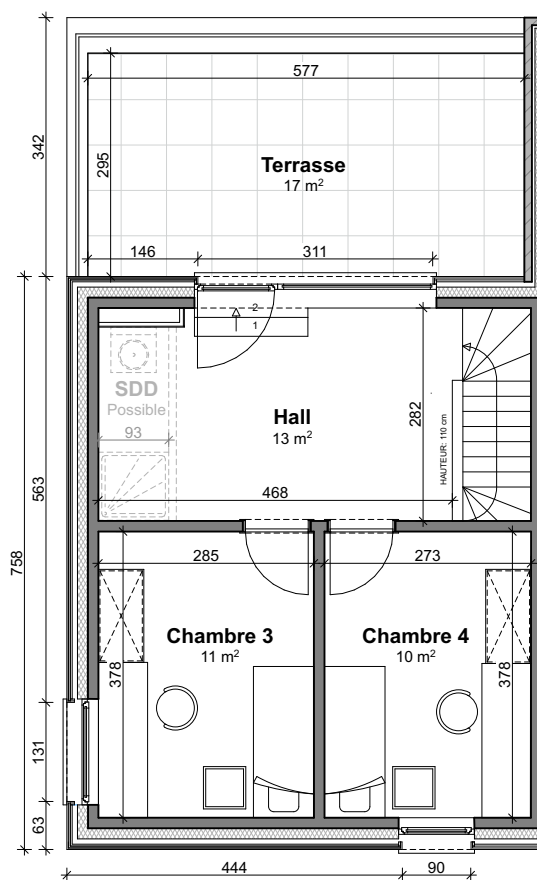 577
342
295
Terrasse
17 m²
146
311
2
1
SDD
Possible
93
Hall
13 m²
282
HAUTEUR: 110 cm
468
563
758
285
273
Chambre 3
11 m²
Chambre 4
10 m²
378
378
131
63
444
90